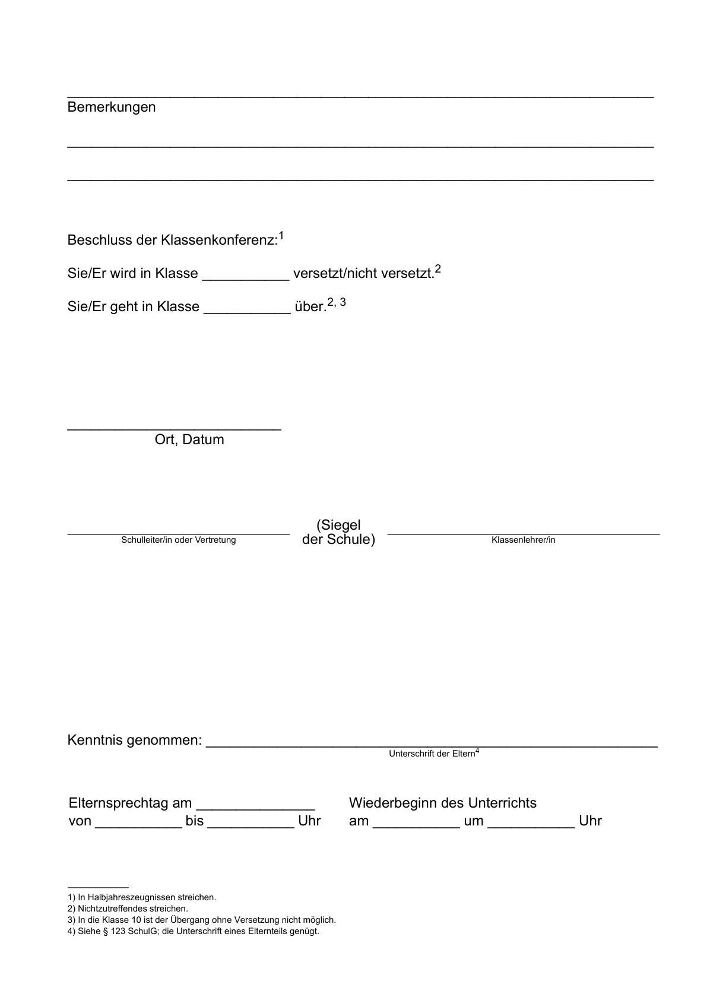 Bemerkungen
Beschluss der Klassenkonferenz:1
Sie/Er wird in Klasse ___________ versetzt/nicht versetzt.2
Sie/Er geht in Klasse ___________ über.2, 3
Ort, Datum
(Siegel
der Schule)
Schulleiter/in oder Vertretung
Klassenlehrer/in
Kenntnis genommen: _________________________________________________________
Unterschrift der Eltern4
Elternsprechtag am _______________
von ___________ bis ___________ Uhr
Wiederbeginn des Unterrichts
am ___________ um ___________ Uhr
1) In Halbjahreszeugnissen streichen.
2) Nichtzutreffendes streichen.
3) In die Klasse 10 ist der Übergang ohne Versetzung nicht möglich.
4) Siehe § 123 SchulG; die Unterschrift eines Elternteils genügt.